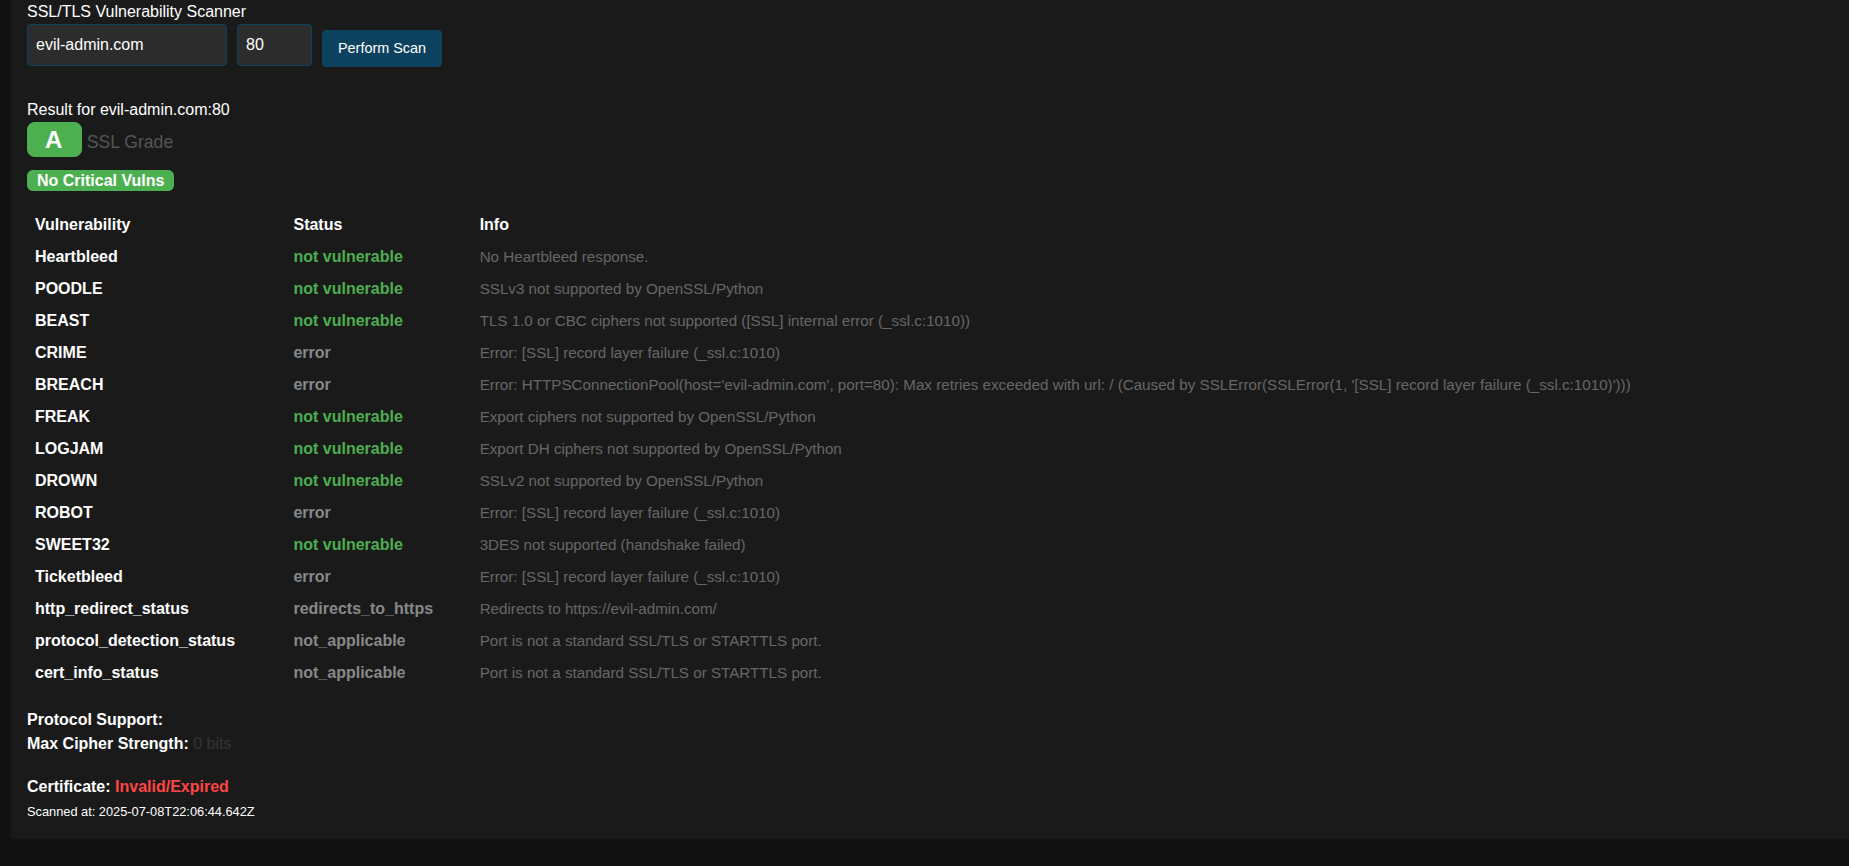 SSL/TLS Vulnerability Scanner
evil-admin.com 80 Perform Scan
Result for evil-admin.com:80
A SSL Grade
No Critical Vulns
Vulnerability Status Info
Heartbleed not vulnerable No Heartbleed response.
POODLE not vulnerable SSLv3 not supported by OpenSSL/Python
BEAST not vulnerable TLS 1.0 or CBC ciphers not supported ([SSL] internal error (_ssl.c:1010))
CRIME error Error: [SSL] record layer failure (_ssl.c:1010)
BREACH error Error: HTTPSConnectionPool(host='evil-admin.com', port=80): Max retries exceeded with url: / (Caused by SSLError(SSLError(1, '[SSL] record layer failure (_ssl.c:1010)')))
FREAK not vulnerable Export ciphers not supported by OpenSSL/Python
LOGJAM not vulnerable Export DH ciphers not supported by OpenSSL/Python
DROWN not vulnerable SSLv2 not supported by OpenSSL/Python
ROBOT error Error: [SSL] record layer failure (_ssl.c:1010)
SWEET32 not vulnerable 3DES not supported (handshake failed)
Ticketbleed error Error: [SSL] record layer failure (_ssl.c:1010)
http_redirect_status redirects_to_https Redirects to https://evil-admin.com/
protocol_detection_status not_applicable Port is not a standard SSL/TLS or STARTTLS port.
cert_info_status not_applicable Port is not a standard SSL/TLS or STARTTLS port.
Protocol Support:
Max Cipher Strength: 0 bits
Certificate: Invalid/Expired
Scanned at: 2025-07-08T22:06:44.642Z